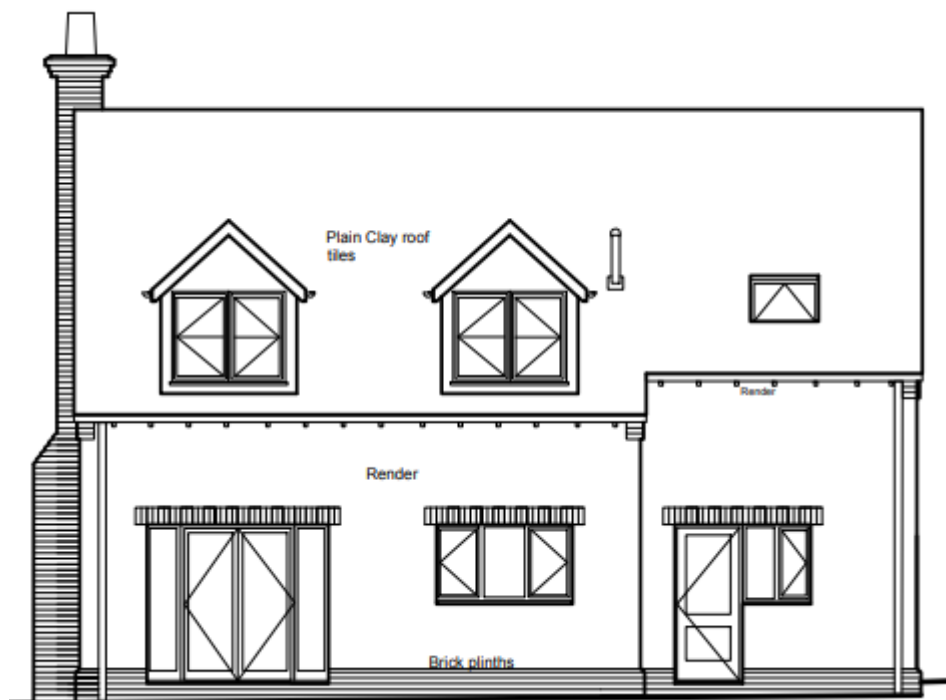 Plain Clay roof
tiles
Render
Render
Brick plinths